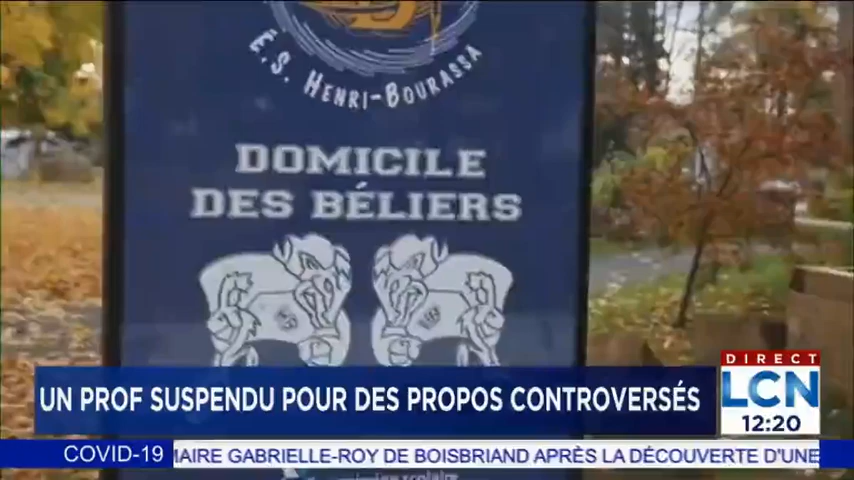 É.S. HENRI-BOURASSA
DOMICILE
DES BÉLIERS
UN PROF SUSPENDU POUR DES PROPOS CONTROVERSÉS
DIRECT
LCN
12:20
COVID-19
MAIRE GABRIELLE-ROY DE BOISBRIAND APRÈS LA DÉCOUVERTE D'UNE